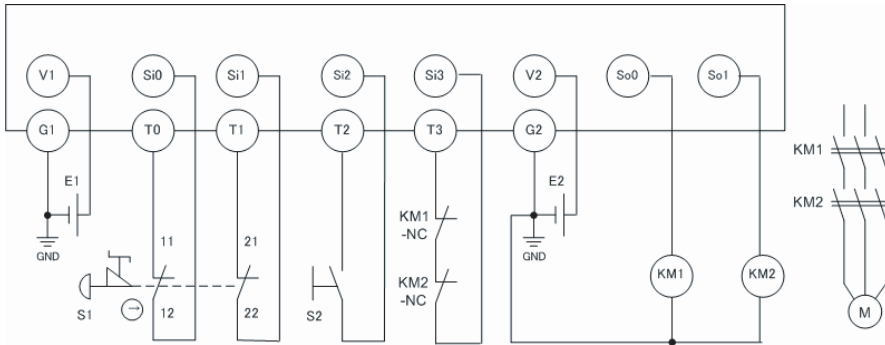 V1 Si0 Si1 Si2 Si3 V2 So0 So1
G1 T0 T1 T2 T3 G2
KM1
E1 E2
KM2
KM1
-NC
GND GND
11 21
KM2
-NC
KM1 KM2
S1 12 22 S2
M